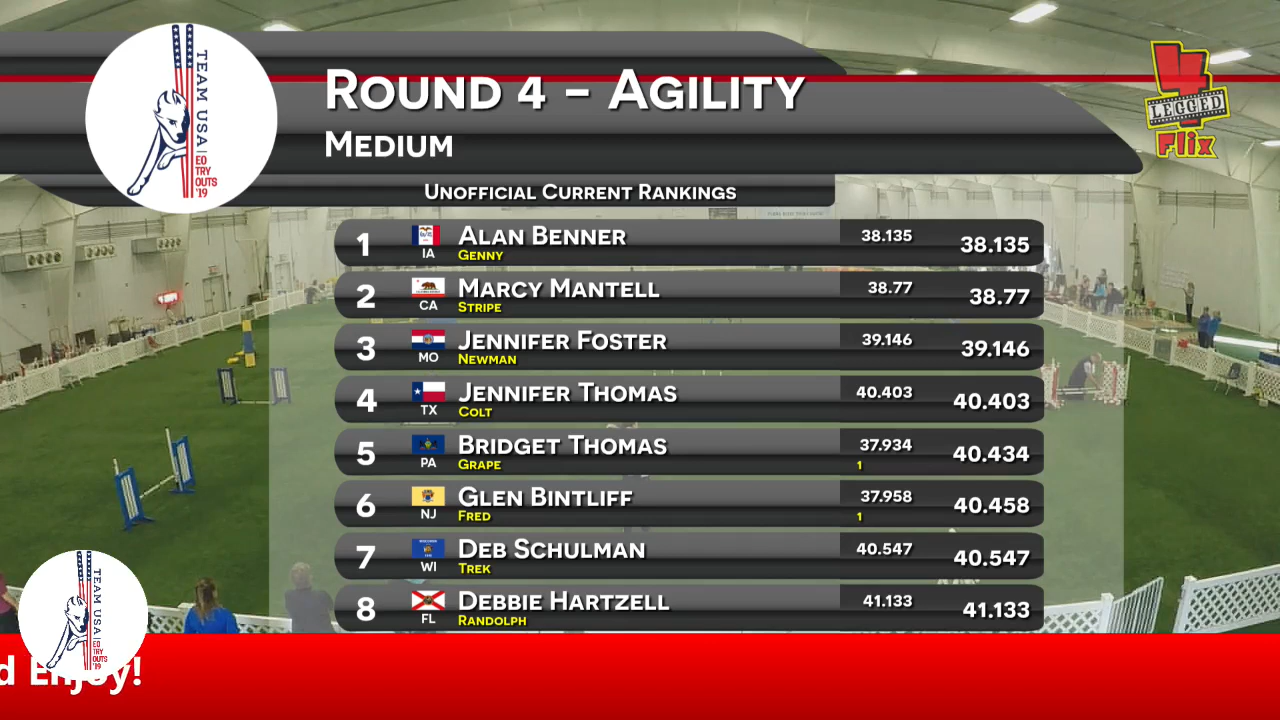 TEAM USA
EO
TRY
OUTS
'19
ROUND 4 – AGILITY
MEDIUM
4
LEGGED
Flix
UNOFFICIAL CURRENT RANKINGS
1 IA ALAN BENNER GENNY 38.135 38.135
2 CA MARCY MANTELL STRIPE 38.77 38.77
3 MO JENNIFER FOSTER NEWMAN 39.146 39.146
4 TX JENNIFER THOMAS COLT 40.403 40.403
5 PA BRIDGET THOMAS GRAPE 37.934 1 40.434
6 NJ GLEN BINTLIFF FRED 37.958 1 40.458
7 WI DEB SCHULMAN TREK 40.547 40.547
8 FL DEBBIE HARTZELL RANDOLPH 41.133 41.133
TEAM USA
EO
TRY
OUTS
'19
d Enjoy!